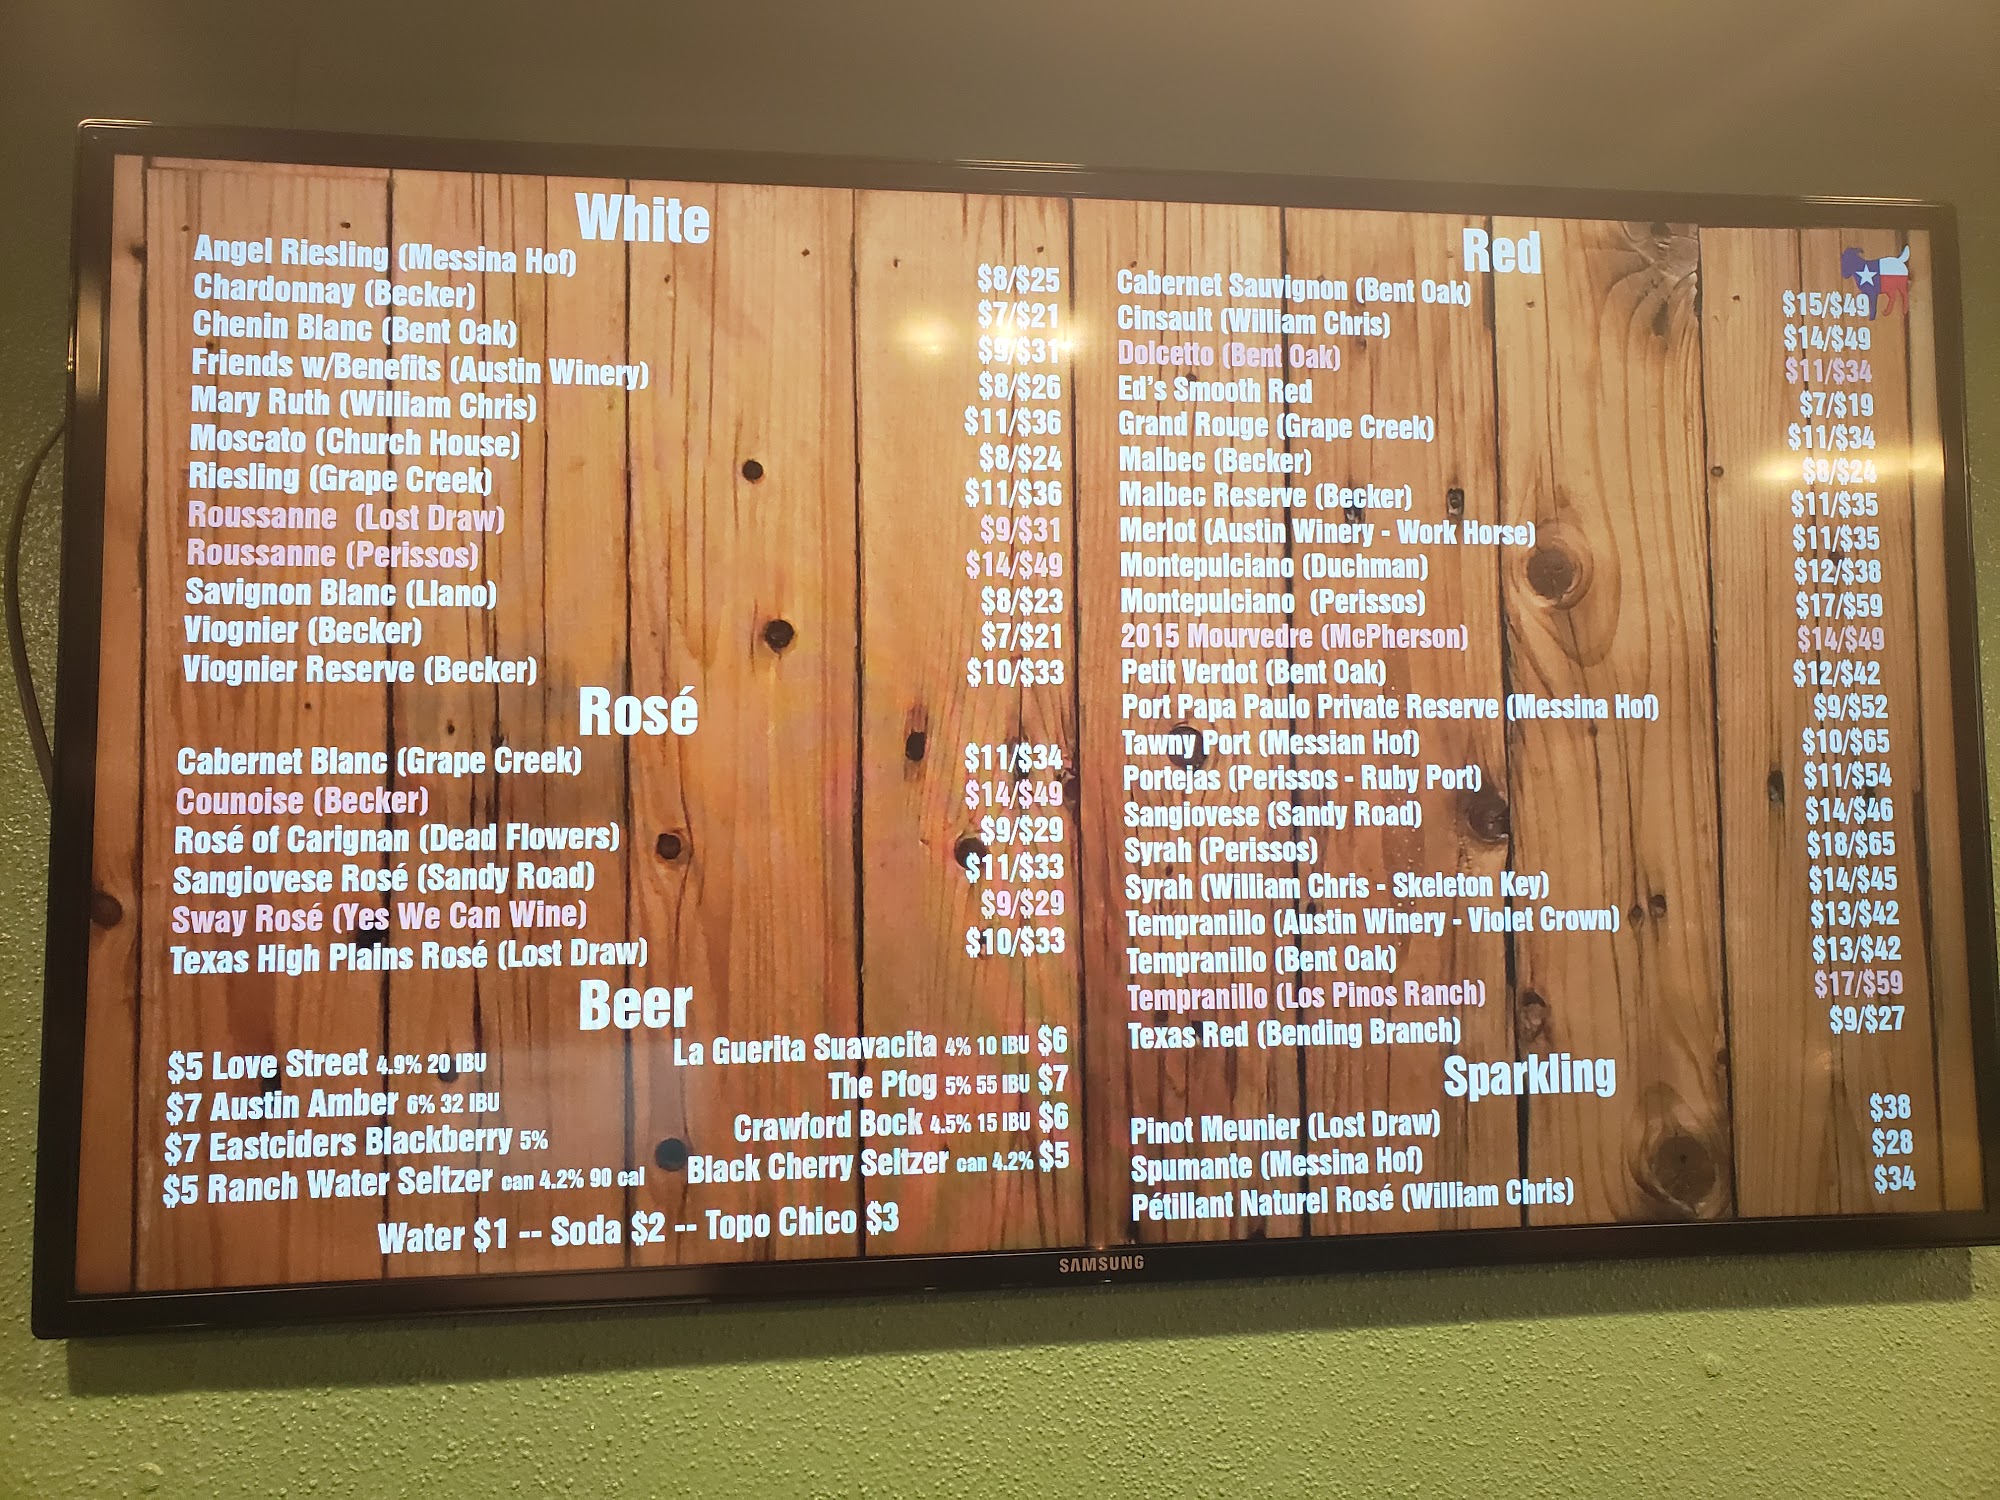 White
Angel Riesling (Messina Hof) $8/$25
Chardonnay (Becker) $7/$21
Chenin Blanc (Bent Oak) $9/$31
Friends w/Benefits (Austin Winery) $8/$26
Mary Ruth (William Chris) $11/$36
Moscato (Church House) $8/$24
Riesling (Grape Creek) $11/$36
Roussanne (Lost Draw) $9/$31
Roussanne (Perissos) $14/$49
Savignon Blanc (Llano) $8/$23
Viognier (Becker) $7/$21
Viognier Reserve (Becker) $10/$33
Rosé
Cabernet Blanc (Grape Creek) $11/$34
Counoise (Becker) $14/$49
Rosé of Carignan (Dead Flowers) $9/$29
Sangiovese Rosé (Sandy Road) $11/$33
Sway Rosé (Yes We Can Wine) $9/$29
Texas High Plains Rosé (Lost Draw) $10/$33
Beer
$5 Love Street 4.9% 20 IBU
$7 Austin Amber 6% 32 IBU
$7 Eastciders Blackberry 5%
$5 Ranch Water Seltzer can 4.2% 90 cal
La Guerita Suavacita 4% 10 IBU $6
The Pfog 5% 55 IBU $7
Crawford Bock 4.5% 15 IBU $6
Black Cherry Seltzer can 4.2% $5
Water $1 -- Soda $2 -- Topo Chico $3
Red
Cabernet Sauvignon (Bent Oak) $15/$49
Cinsault (William Chris) $14/$49
Dolcetto (Bent Oak) $11/$34
Ed's Smooth Red $7/$19
Grand Rouge (Grape Creek) $11/$34
Malbec (Becker) $8/$24
Malbec Reserve (Becker) $11/$35
Merlot (Austin Winery - Work Horse) $11/$35
Montepulciano (Duchman) $12/$38
Montepulciano (Perissos) $17/$59
2015 Mourvedre (McPherson) $14/$49
Petit Verdot (Bent Oak) $12/$42
Port Papa Paulo Private Reserve (Messina Hof) $9/$52
Tawny Port (Messian Hof) $10/$65
Portejas (Perissos - Ruby Port) $11/$54
Sangiovese (Sandy Road) $14/$46
Syrah (Perissos) $18/$65
Syrah (William Chris - Skeleton Key) $14/$45
Tempranillo (Austin Winery - Violet Crown) $13/$42
Tempranillo (Bent Oak) $13/$42
Tempranillo (Los Pinos Ranch) $17/$59
Texas Red (Bending Branch) $9/$27
Sparkling
Pinot Meunier (Lost Draw) $38
Spumante (Messina Hof) $28
Pétillant Naturel Rosé (William Chris) $34
SAMSUNG